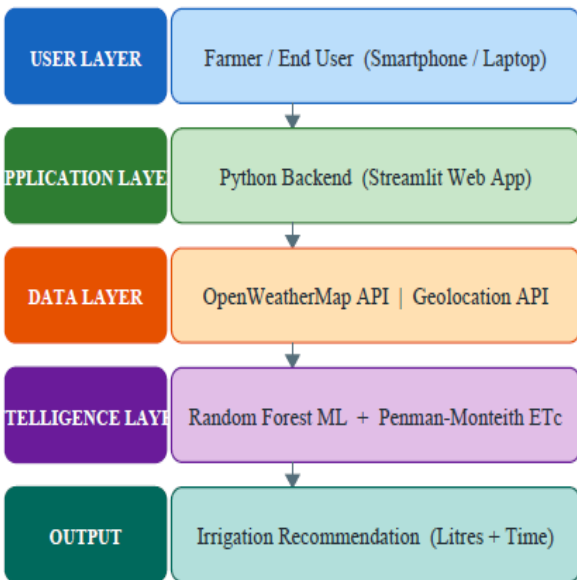 USER LAYER
Farmer / End User (Smartphone / Laptop)
PPLICATION LAYE
Python Backend (Streamlit Web App)
DATA LAYER
OpenWeatherMap API | Geolocation API
TELLIGENCE LAYE
Random Forest ML + Penman-Monteith ETc
OUTPUT
Irrigation Recommendation (Litres + Time)